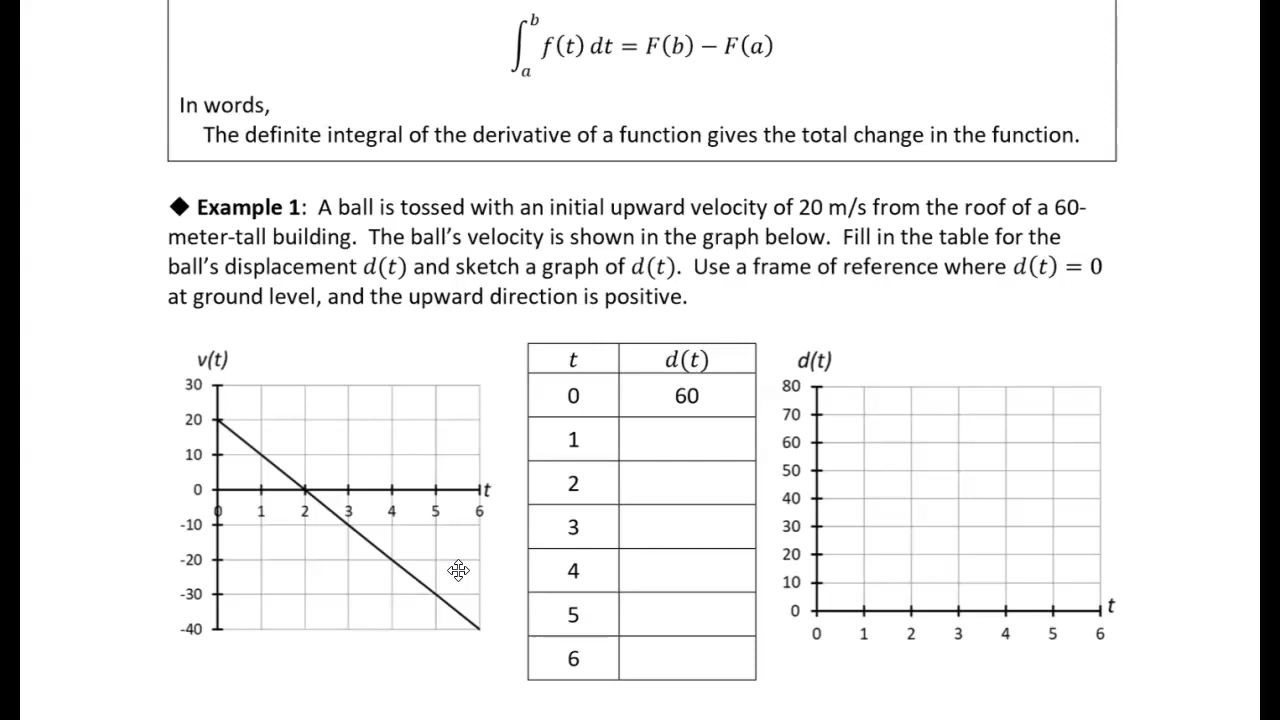 ∫_a^b f(t) dt = F(b) − F(a)
In words,
The definite integral of the derivative of a function gives the total change in the function.
◆ Example 1: A ball is tossed with an initial upward velocity of 20 m/s from the roof of a 60-
meter-tall building. The ball’s velocity is shown in the graph below. Fill in the table for the
ball’s displacement d(t) and sketch a graph of d(t). Use a frame of reference where d(t) = 0
at ground level, and the upward direction is positive.
v(t)
30
20
10
0
-10
-20
-30
-40
0 1 2 3 4 5 6
t
t d(t)
0 60
1
2
3
4
5
6
d(t)
80
70
60
50
40
30
20
10
0
t
0 1 2 3 4 5 6